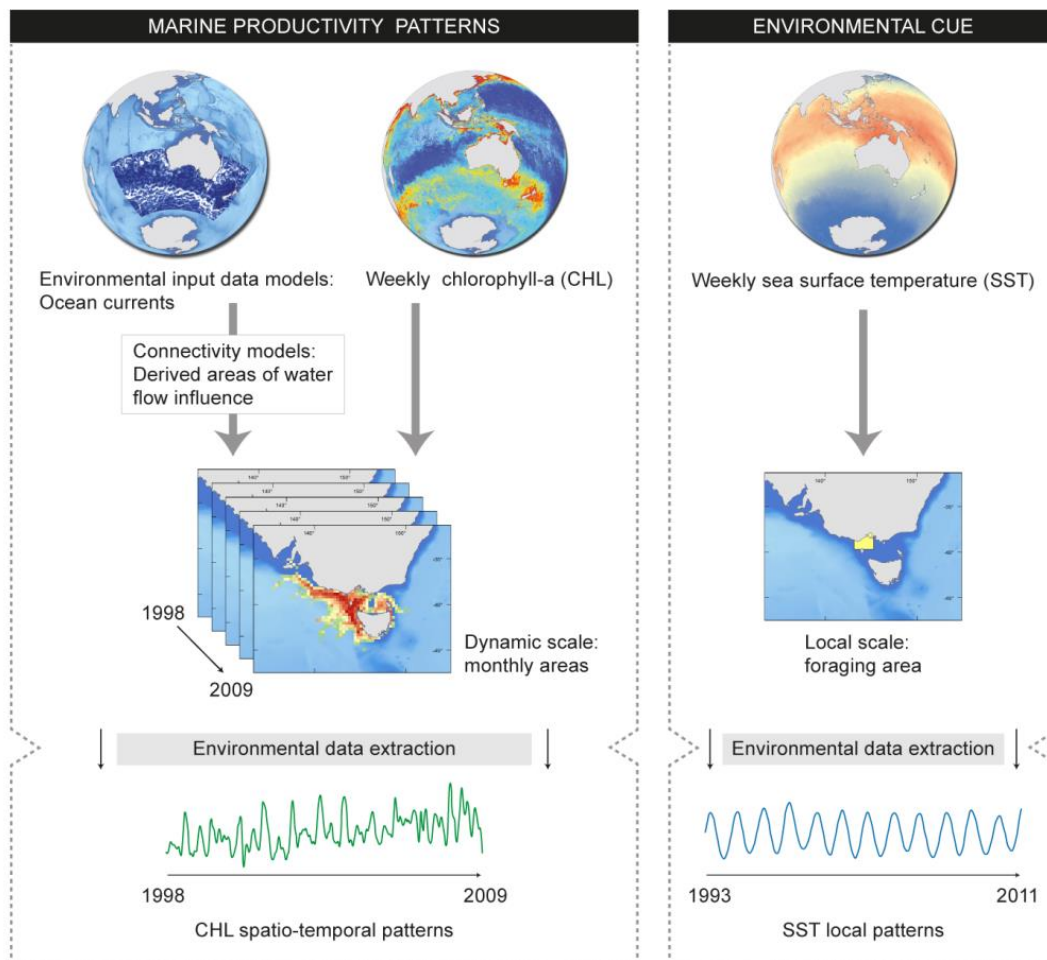 MARINE PRODUCTIVITY PATTERNS
Environmental input data models:
Ocean currents
Weekly chlorophyll-a (CHL)
Connectivity models:
Derived areas of water
flow influence
1998
2009
Dynamic scale:
monthly areas
Environmental data extraction
1998
2009
CHL spatio-temporal patterns
ENVIRONMENTAL CUE
Weekly sea surface temperature (SST)
140°
150°
Local scale:
foraging area
Environmental data extraction
1993
2011
SST local patterns